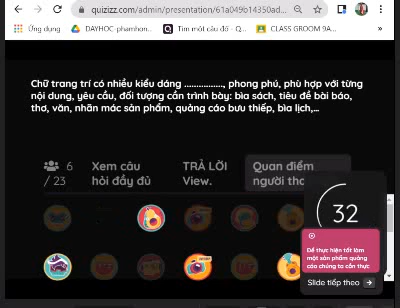 quizizz.com/admin/presentation/61a049b14350ad...
Ứng dụng
DAYHOC -phamhon...
Tìm một câu đố - Q...
CLASS GROOM 9A...
Chữ trang trí có nhiều kiểu dáng ................, phong phú, phù hợp với từng
nội dung, yêu cầu, đối tượng cần trình bày: bìa sách, tiêu đề bài báo,
thơ, văn, nhãn mác sản phẩm, quảng cáo bưu thiếp, bìa lịch,...
6
/ 23
Xem câu
hỏi đầy đủ
TRẢ LỜI
View.
Quan điểm
người
32
Để thực hiện tốt làm
một sản phẩm quảng
cáo chúng ta cần thực
Slide tiếp theo